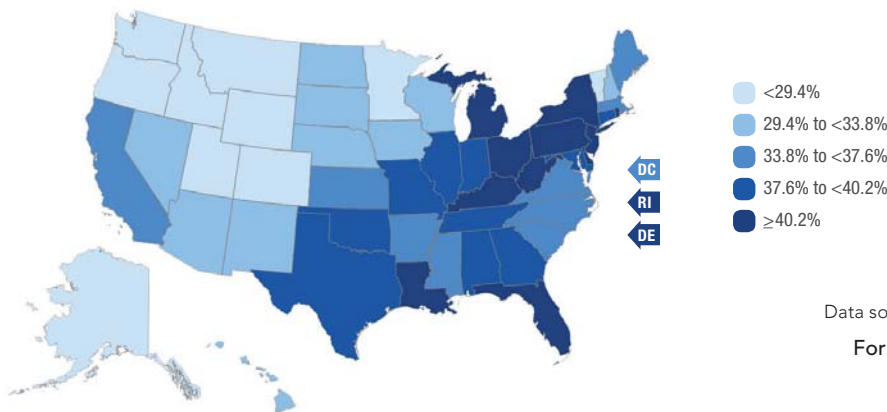 DC
RI
DE
<29.4%
29.4% to <33.8%
33.8% to <37.6%
37.6% to <40.2%
≥40.2%
Data so
For